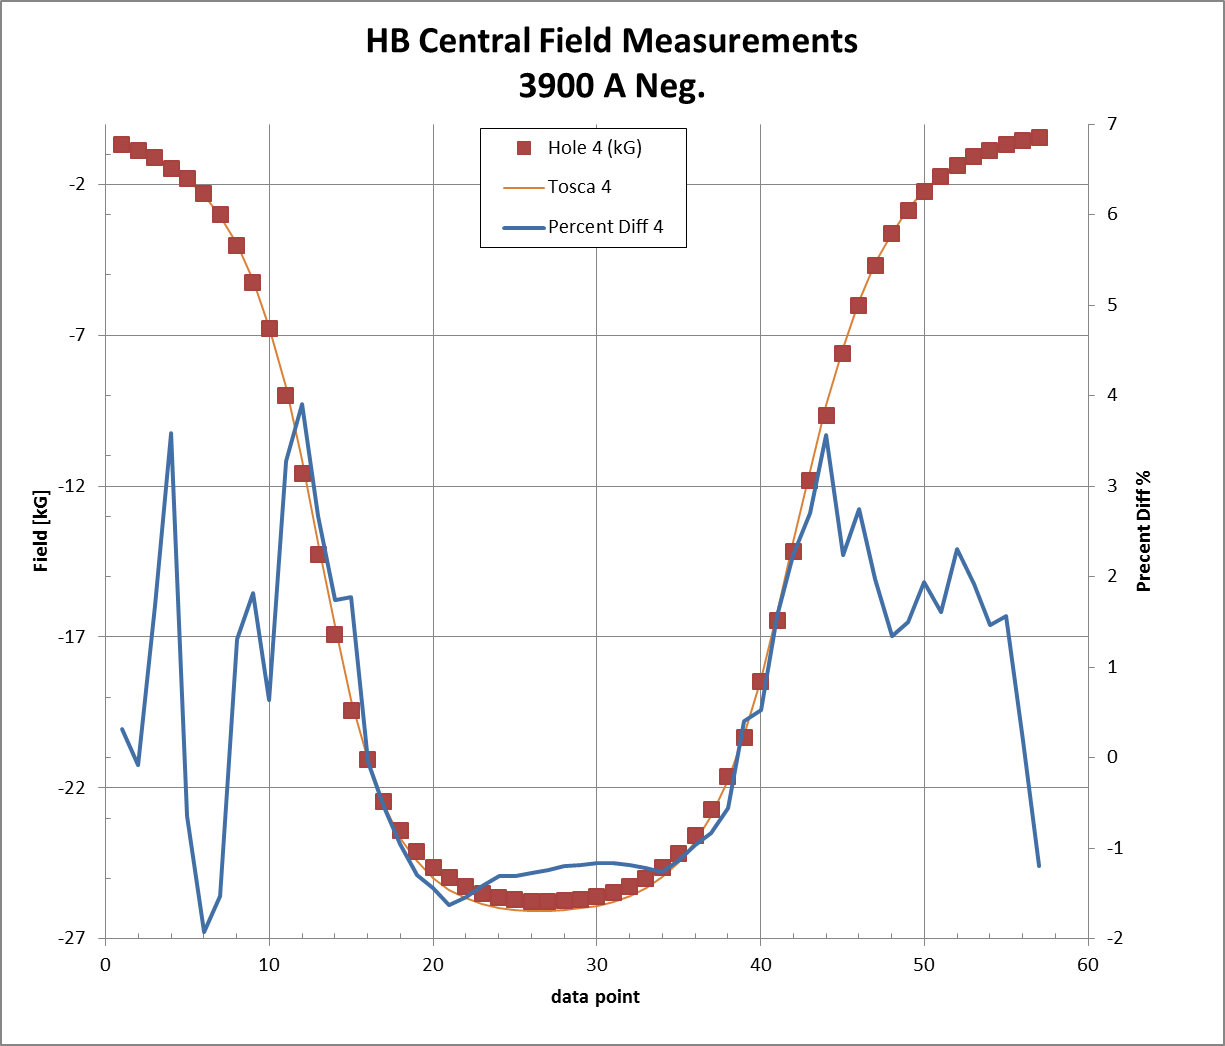 HB Central Field Measurements
3900 A Neg.
Hole 4 (kG)
Tosca 4
Percent Diff 4
-2
-7
-12
-17
-22
-27
Field [kG]
7
6
5
4
3
2
1
0
-1
-2
Precent Diff %
0 10 20 30 40 50 60
data point